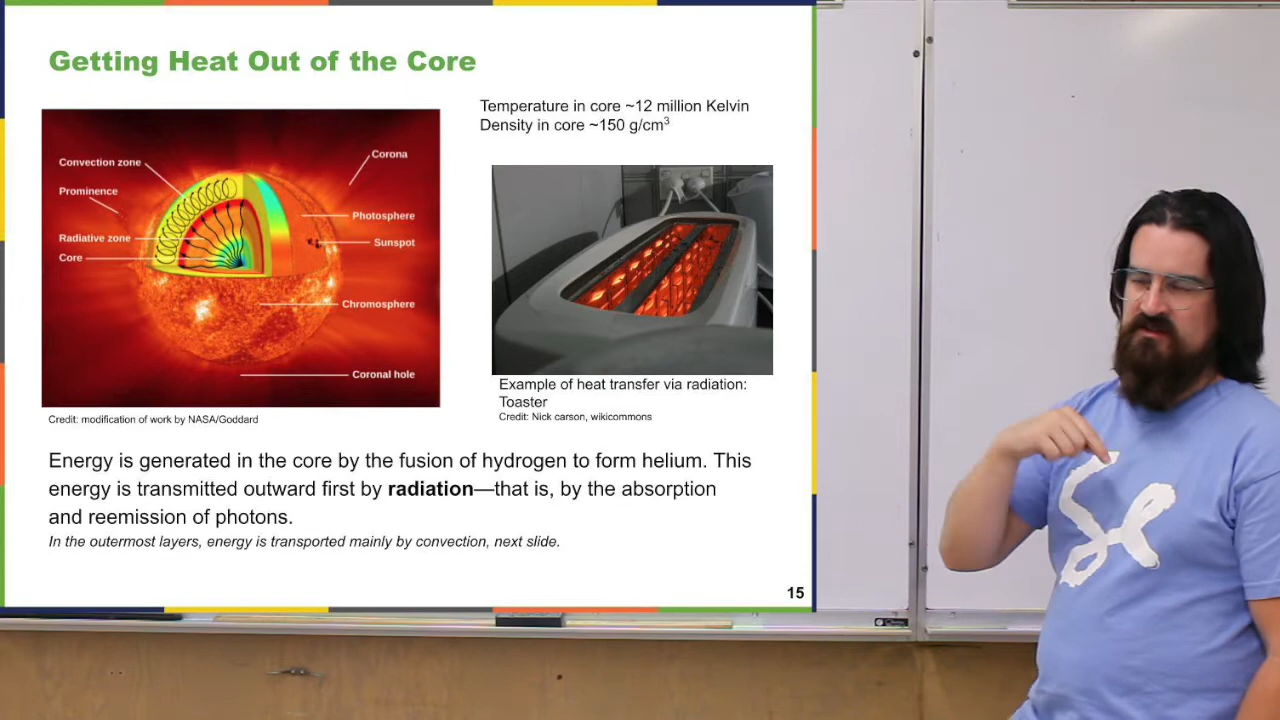 Getting Heat Out of the Core
Temperature in core ~12 million Kelvin
Density in core ~150 g/cm³
Convection zone
Corona
Prominence
Photosphere
Radiative zone
Sunspot
Core
Chromosphere
Coronal hole
Credit: modification of work by NASA/Goddard
Example of heat transfer via radiation:
Toaster
Credit: Nick carson, wikicommons
Energy is generated in the core by the fusion of hydrogen to form helium. This
energy is transmitted outward first by radiation—that is, by the absorption
and reemission of photons.
In the outermost layers, energy is transported mainly by convection, next slide.
15